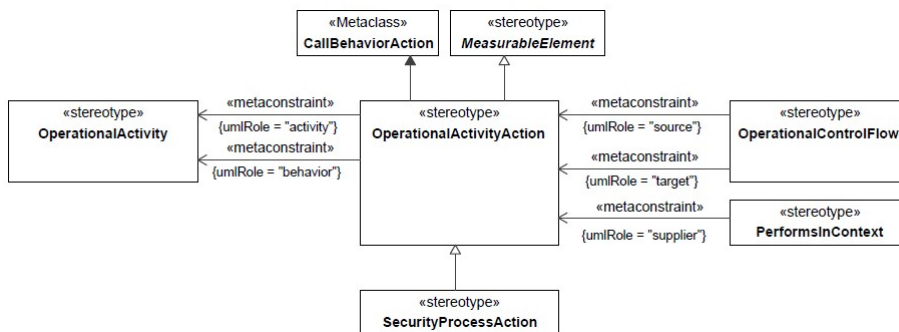 «Metaclass»
CallBehaviorAction
«stereotype»
MeasurableElement
«stereotype»
OperationalActivity
«metaconstraint»
{umlRole = "activity"}
«metaconstraint»
{umlRole = "behavior"}
«stereotype»
OperationalActivityAction
«metaconstraint»
{umlRole = "source"}
«metaconstraint»
{umlRole = "target"}
«metaconstraint»
{umlRole = "supplier"}
«stereotype»
OperationalControlFlow
«stereotype»
PerformsInContext
«stereotype»
SecurityProcessAction